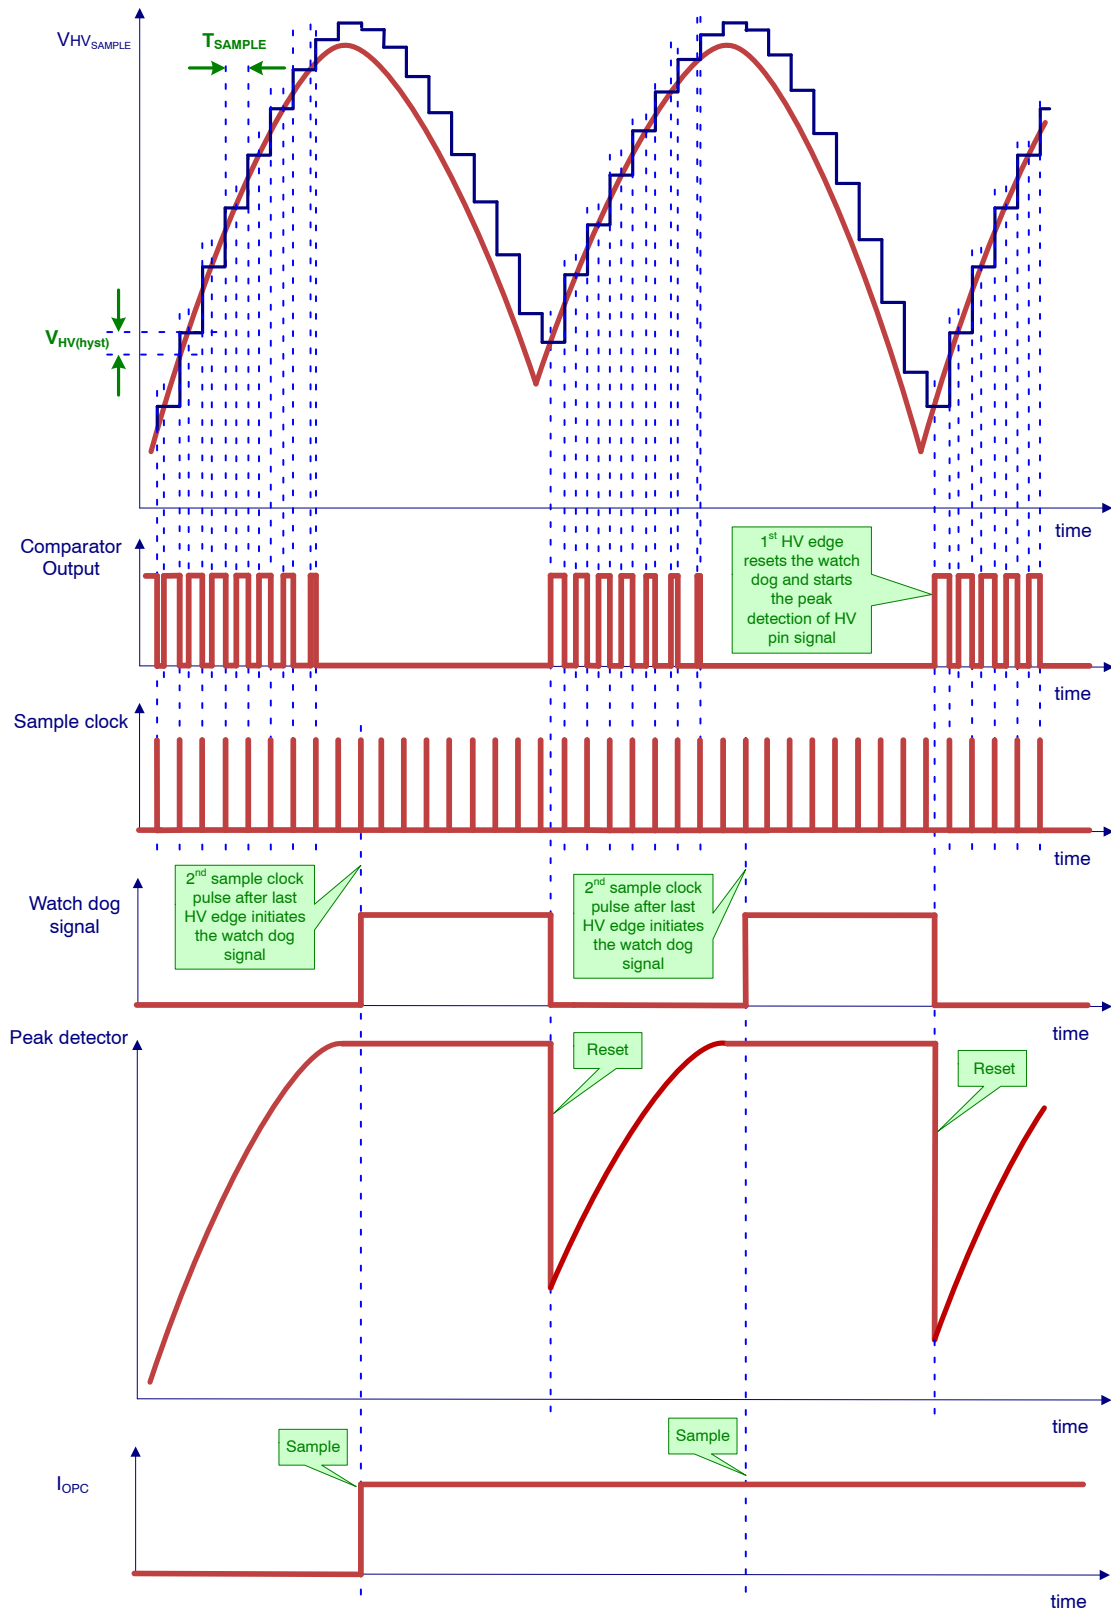 VHVSAMPLE
TSAMPLE
VHV(hyst)
time
Comparator
Output
1st HV edge
resets the watch
dog and starts
the peak
detection of HV
pin signal
time
Sample clock
time
2nd sample clock
pulse after last
HV edge initiates
the watch dog
signal
2nd sample clock
pulse after last
HV edge initiates
the watch dog
signal
Watch dog
signal
time
Peak detector
Reset
Reset
time
Sample
Sample
IOPC
time